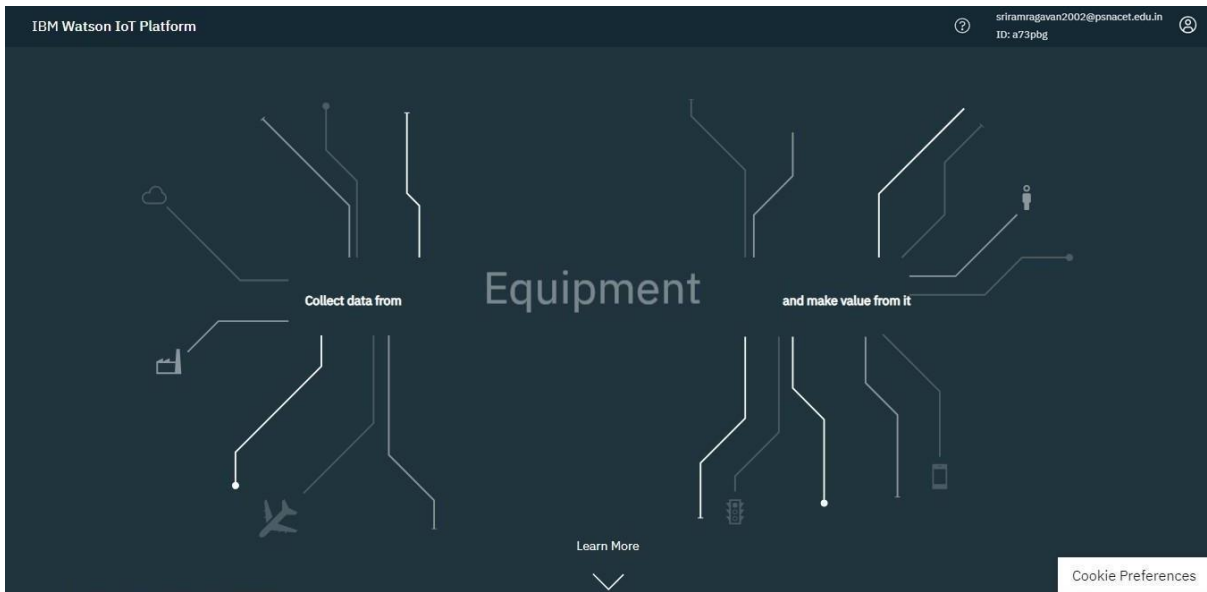 IBM Watson IoT Platform
sriramragavan2002@psnacet.edu.in
ID: a73pbg
Collect data from
Equipment
and make value from it
Learn More
Cookie Preferences